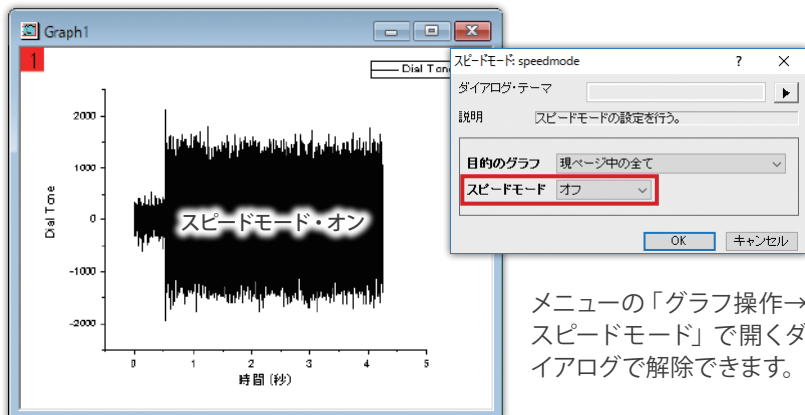 Graph1
1
Dial Ton
2000
1000
0
-1000
-2000
Dial Tone
スピードモード・オン
0 1 2 3 4 5
時間(秒)
スピードモード: speedmode ? ×
ダイアログ・テーマ
説明 スピードモードの設定を行う。
目的のグラフ 現ページ中の全て
スピードモード オフ
OK キャンセル
メニューの「グラフ操作→
スピードモード」で開くダ
イアログで解除できます。